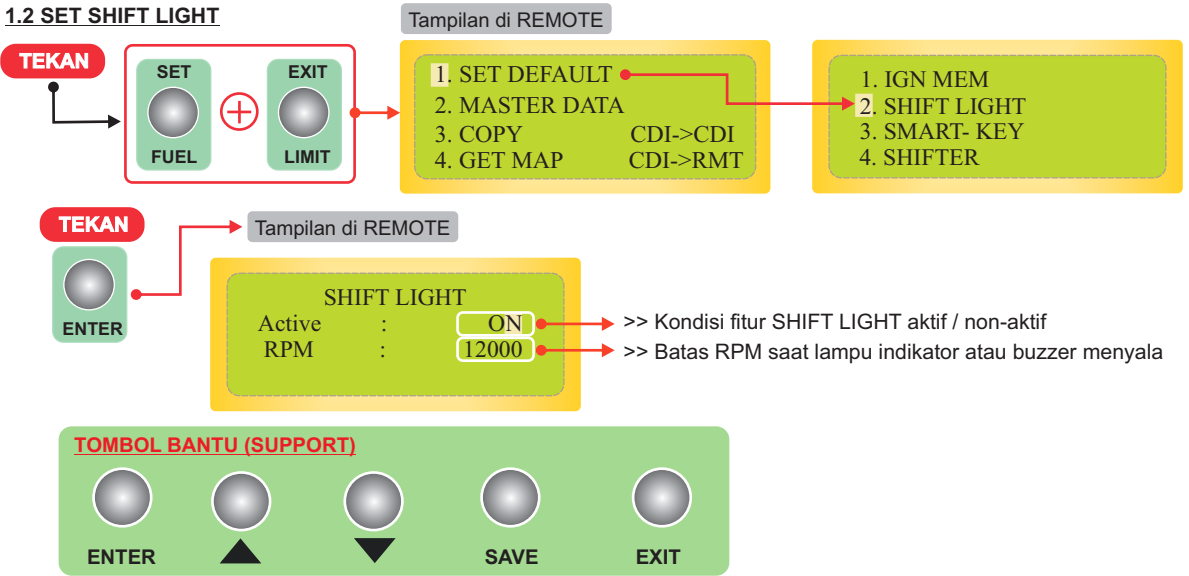 1.2 SET SHIFT LIGHT
Tampilan di REMOTE
TEKAN
SET
FUEL
EXIT
LIMIT
1. SET DEFAULT
2. MASTER DATA
3. COPY CDI->CDI
4. GET MAP CDI->RMT
1. IGN MEM
2. SHIFT LIGHT
3. SMART- KEY
4. SHIFTER
TEKAN
ENTER
Tampilan di REMOTE
SHIFT LIGHT
Active : ON
RPM : 12000
>> Kondisi fitur SHIFT LIGHT aktif / non-aktif
>> Batas RPM saat lampu indikator atau buzzer menyala
TOMBOL BANTU (SUPPORT)
ENTER SAVE EXIT